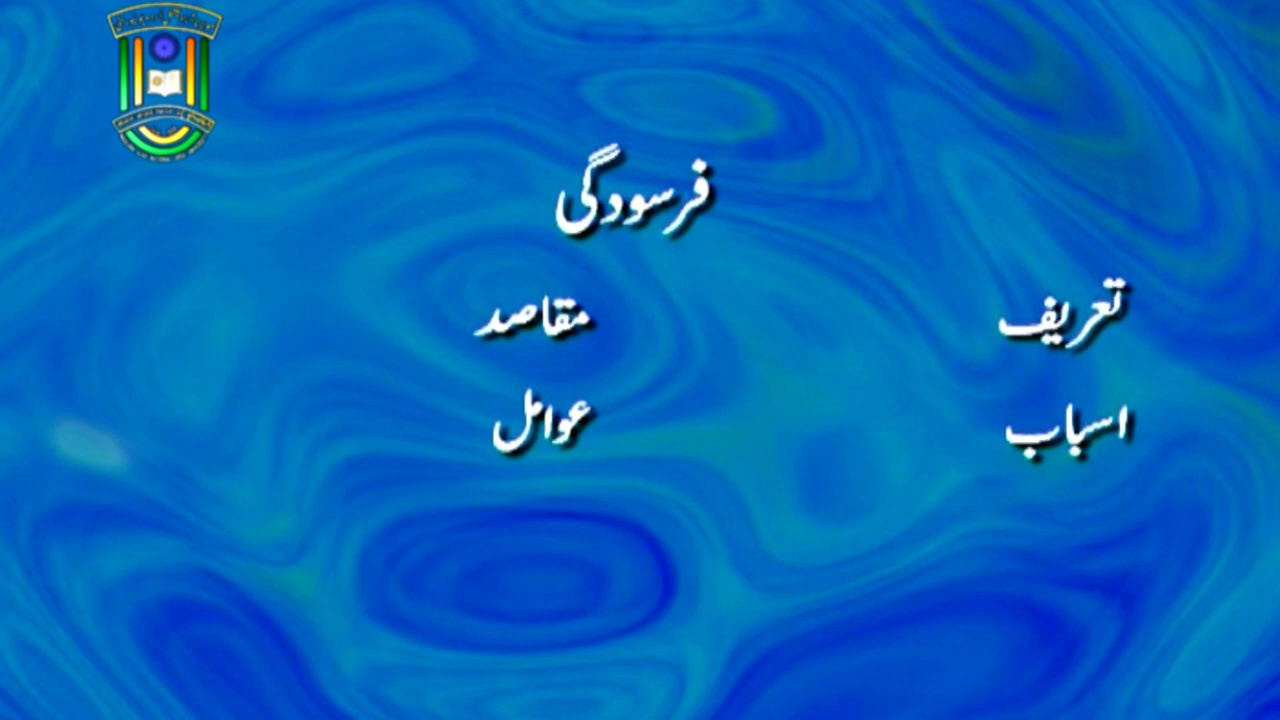 فرسودگی
تعریف مقاصد
اسباب عوامل